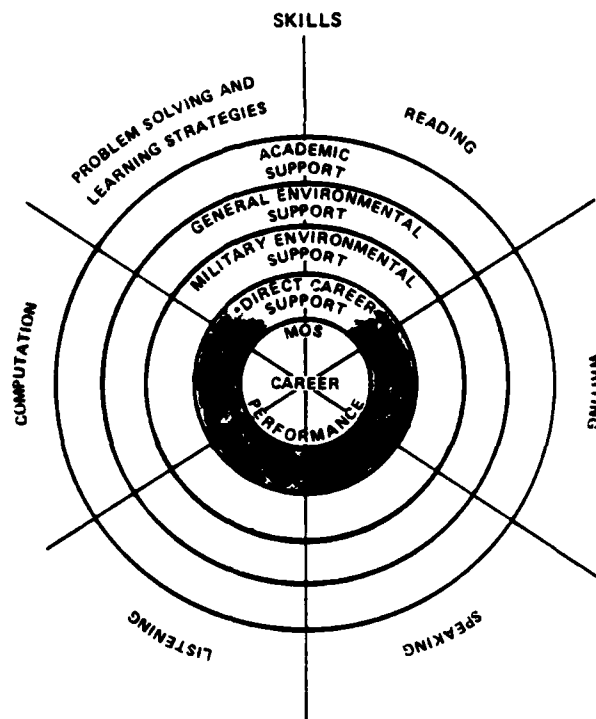 SKILLS
PROBLEM SOLVING AND
LEARNING STRATEGIES
READING
ACADEMIC
SUPPORT
GENERAL ENVIRONMENTAL
SUPPORT
MILITARY ENVIRONMENTAL
SUPPORT
DIRECT CAREER
SUPPORT
MOS
CAREER
PERFORMANCE
COMPUTATION
WRITING
LISTENING
SPEAKING